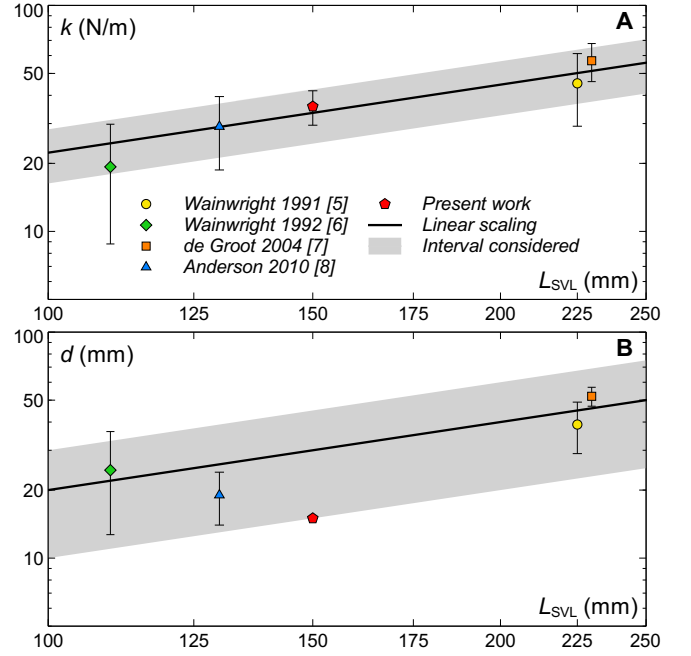 100
k (N/m)
A
50
20
Wainwright 1991 [5]
Present work
Wainwright 1992 [6]
Linear scaling
10
de Groot 2004 [7]
Interval considered
Anderson 2010 [8]
L_SVL (mm)
100 125 150 175 200 225 250
100
d (mm)
B
50
20
10
L_SVL (mm)
100 125 150 175 200 225 250